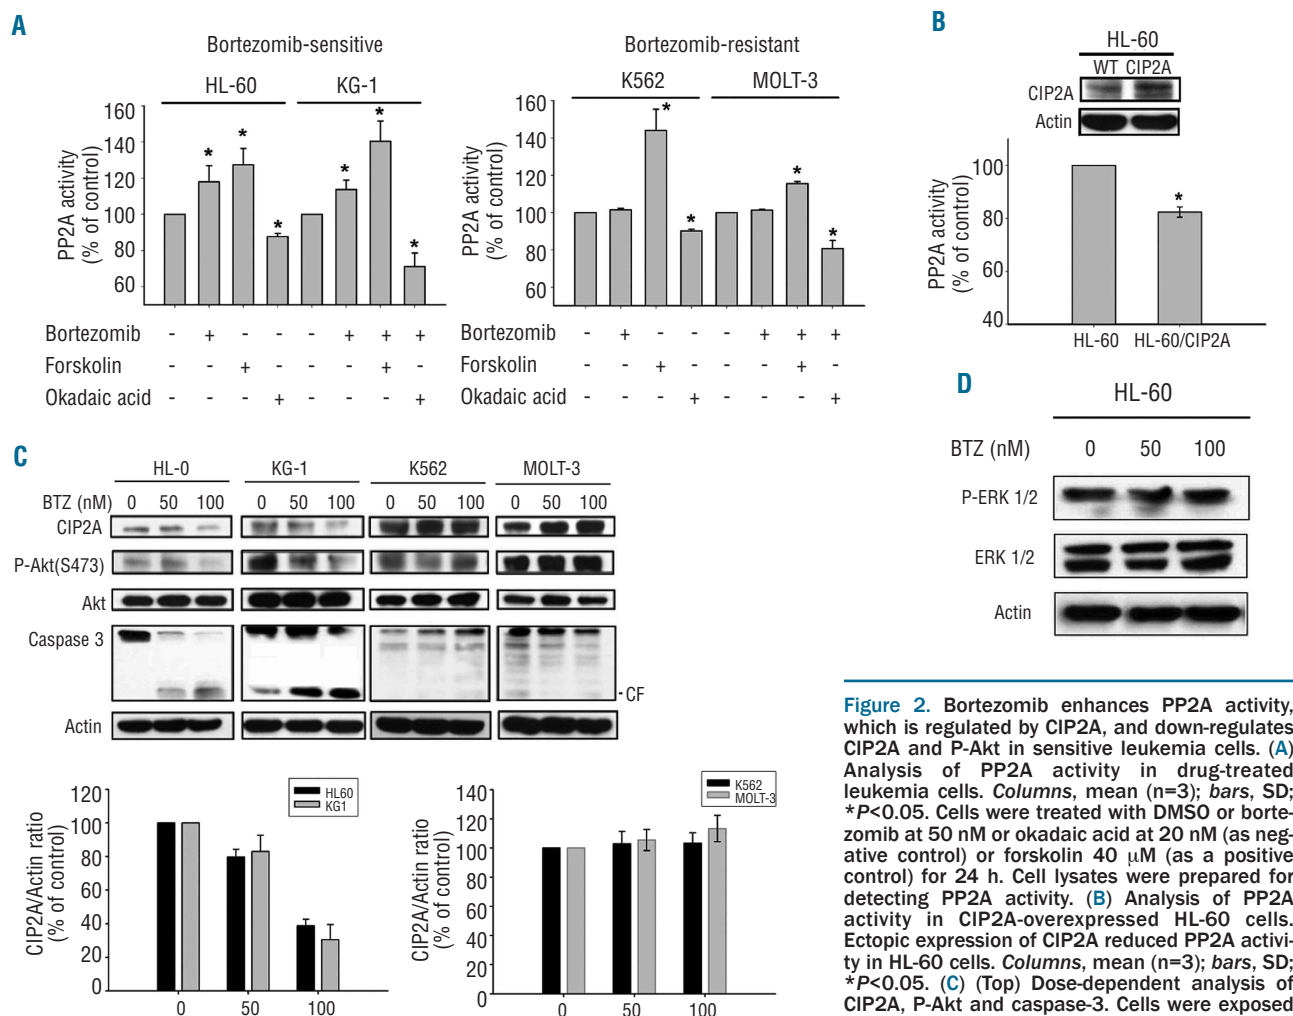 A
Bortezomib-sensitive
HL-60 KG-1
PP2A activity
(% of control)
160
140
120
100
80
60
* * * * * *
Bortezomib - + - - - + + +
Forskolin - - + - - - + -
Okadaic acid - - - + - - - +
Bortezomib-resistant
K562 MOLT-3
PP2A activity
(% of control)
160
140
120
100
80
60
* * * *
Bortezomib - + - - - + + +
Forskolin - - + - - - + -
Okadaic acid - - - + - - - +
B
HL-60
WT CIP2A
CIP2A
Actin
PP2A activity
(% of control)
100
80
60
40
*
HL-60 HL-60/CIP2A
C
HL-0 KG-1 K562 MOLT-3
BTZ (nM) 0 50 100 0 50 100 0 50 100 0 50 100
CIP2A
P-Akt(S473)
Akt
Caspase 3
- CF
Actin
CIP2A/Actin ratio
(% of control)
120
100
80
60
40
20
0
HL60
KG1
0 50 100
CIP2A/Actin ratio
(% of control)
140
120
100
80
60
40
20
0
K562
MOLT-3
0 50 100
D
HL-60
BTZ (nM) 0 50 100
P-ERK 1/2
ERK 1/2
Actin
Figure 2. Bortezomib enhances PP2A activity,
which is regulated by CIP2A, and down-regulates
CIP2A and P-Akt in sensitive leukemia cells. (A)
Analysis of PP2A activity in drug-treated
leukemia cells. Columns, mean (n=3); bars, SD;
*P<0.05. Cells were treated with DMSO or borte-
zomib at 50 nM or okadaic acid at 20 nM (as neg-
ative control) or forskolin 40 μM (as a positive
control) for 24 h. Cell lysates were prepared for
detecting PP2A activity. (B) Analysis of PP2A
activity in CIP2A-overexpressed HL-60 cells.
Ectopic expression of CIP2A reduced PP2A activi-
ty in HL-60 cells. Columns, mean (n=3); bars, SD;
*P<0.05. (C) (Top) Dose-dependent analysis of
CIP2A, P-Akt and caspase-3. Cells were exposed